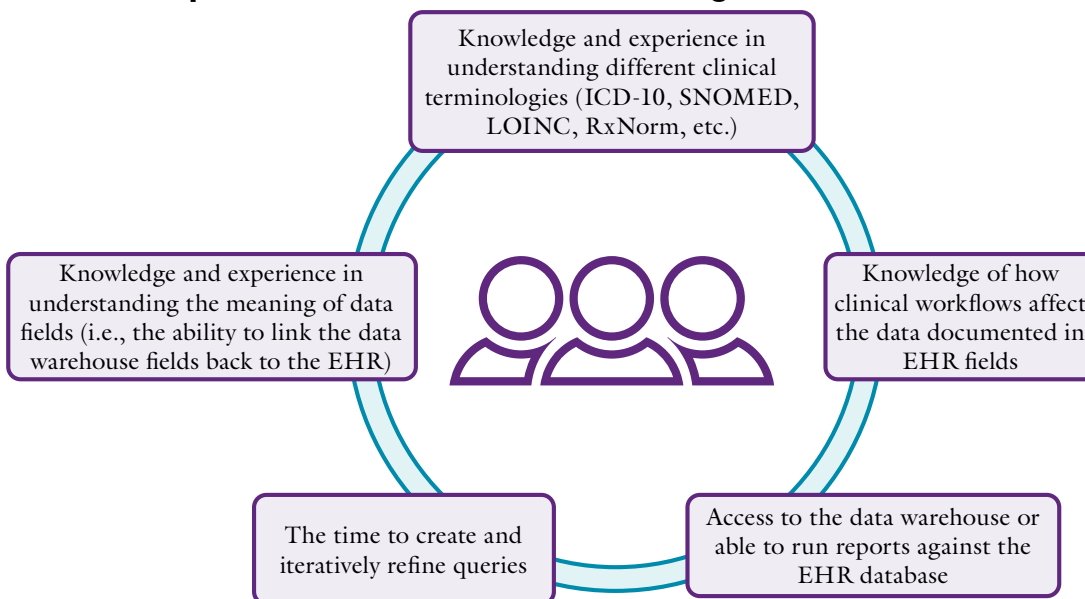 Knowledge and experience in
understanding different clinical
terminologies (ICD-10, SNOMED,
LOINC, RxNorm, etc.)
Knowledge and experience in
understanding the meaning of data
fields (i.e., the ability to link the data
warehouse fields back to the EHR)
Knowledge of how
clinical workflows affect
the data documented in
EHR fields
The time to create and
iteratively refine queries
Access to the data warehouse or
able to run reports against the
EHR database